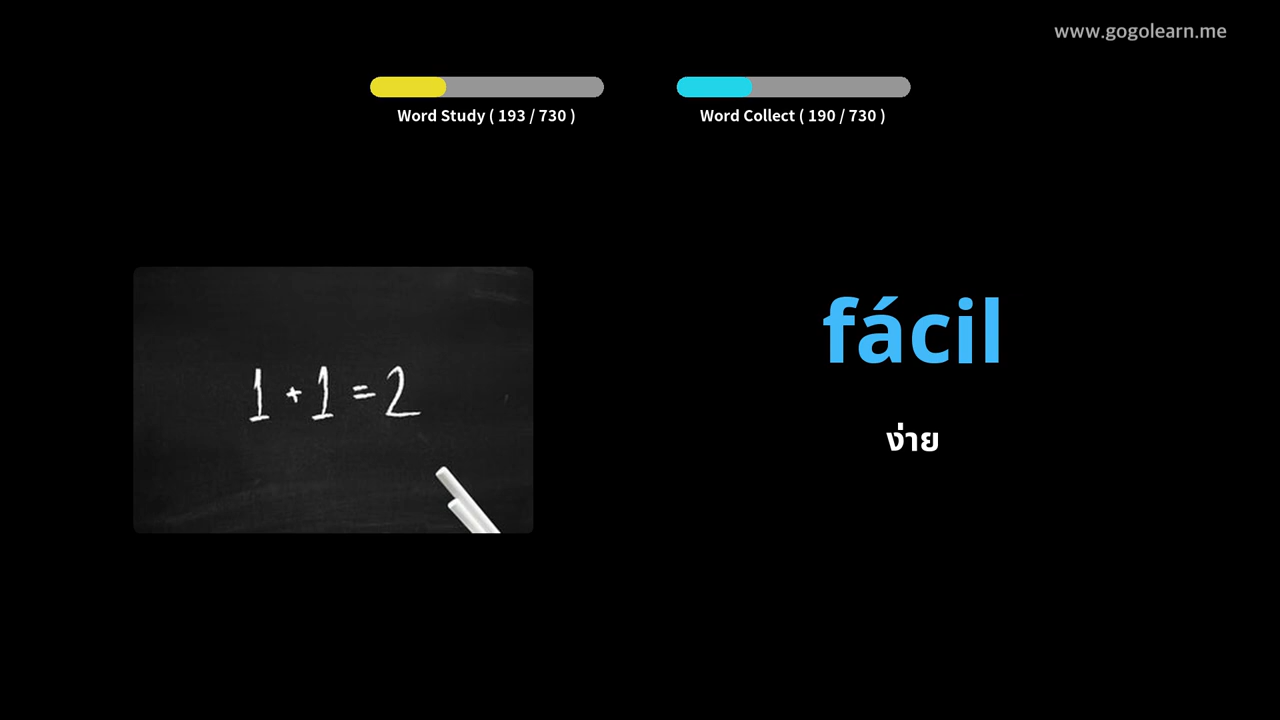 www.gogolearn.me
Word Study ( 193 / 730 )
Word Collect ( 190 / 730 )
1 + 1 = 2
fácil
ง่าย